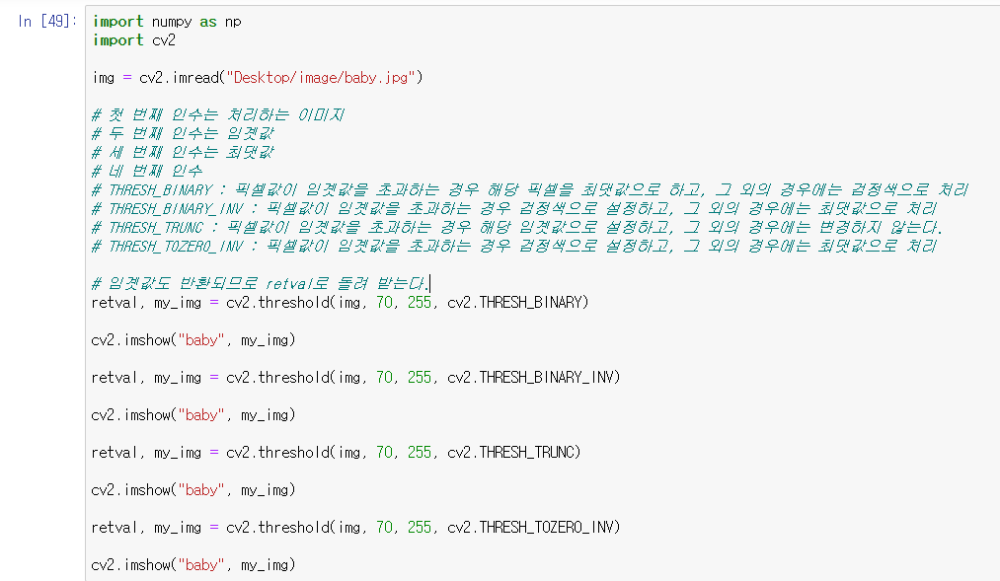 In [49]:
import numpy as np
import cv2
img = cv2.imread("Desktop/image/baby.jpg")
# 첫 번째 인수는 처리하는 이미지
# 두 번째 인수는 임곗값
# 세 번째 인수는 최댓값
# 네 번째 인수
# THRESH_BINARY : 픽셀값이 임곗값을 초과하는 경우 해당 픽셀을 최댓값으로 하고, 그 외의 경우에는 검정색으로 처리
# THRESH_BINARY_INV : 픽셀값이 임곗값을 초과하는 경우 검정색으로 설정하고, 그 외의 경우에는 최댓값으로 처리
# THRESH_TRUNC : 픽셀값이 임곗값을 초과하는 경우 해당 임곗값으로 설정하고, 그 외의 경우에는 변경하지 않는다.
# THRESH_TOZERO_INV : 픽셀값이 임곗값을 초과하는 경우 검정색으로 설정하고, 그 외의 경우에는 최댓값으로 처리
# 임곗값도 반환되므로 retval로 돌려 받는다.
retval, my_img = cv2.threshold(img, 70, 255, cv2.THRESH_BINARY)
cv2.imshow("baby", my_img)
retval, my_img = cv2.threshold(img, 70, 255, cv2.THRESH_BINARY_INV)
cv2.imshow("baby", my_img)
retval, my_img = cv2.threshold(img, 70, 255, cv2.THRESH_TRUNC)
cv2.imshow("baby", my_img)
retval, my_img = cv2.threshold(img, 70, 255, cv2.THRESH_TOZERO_INV)
cv2.imshow("baby", my_img)